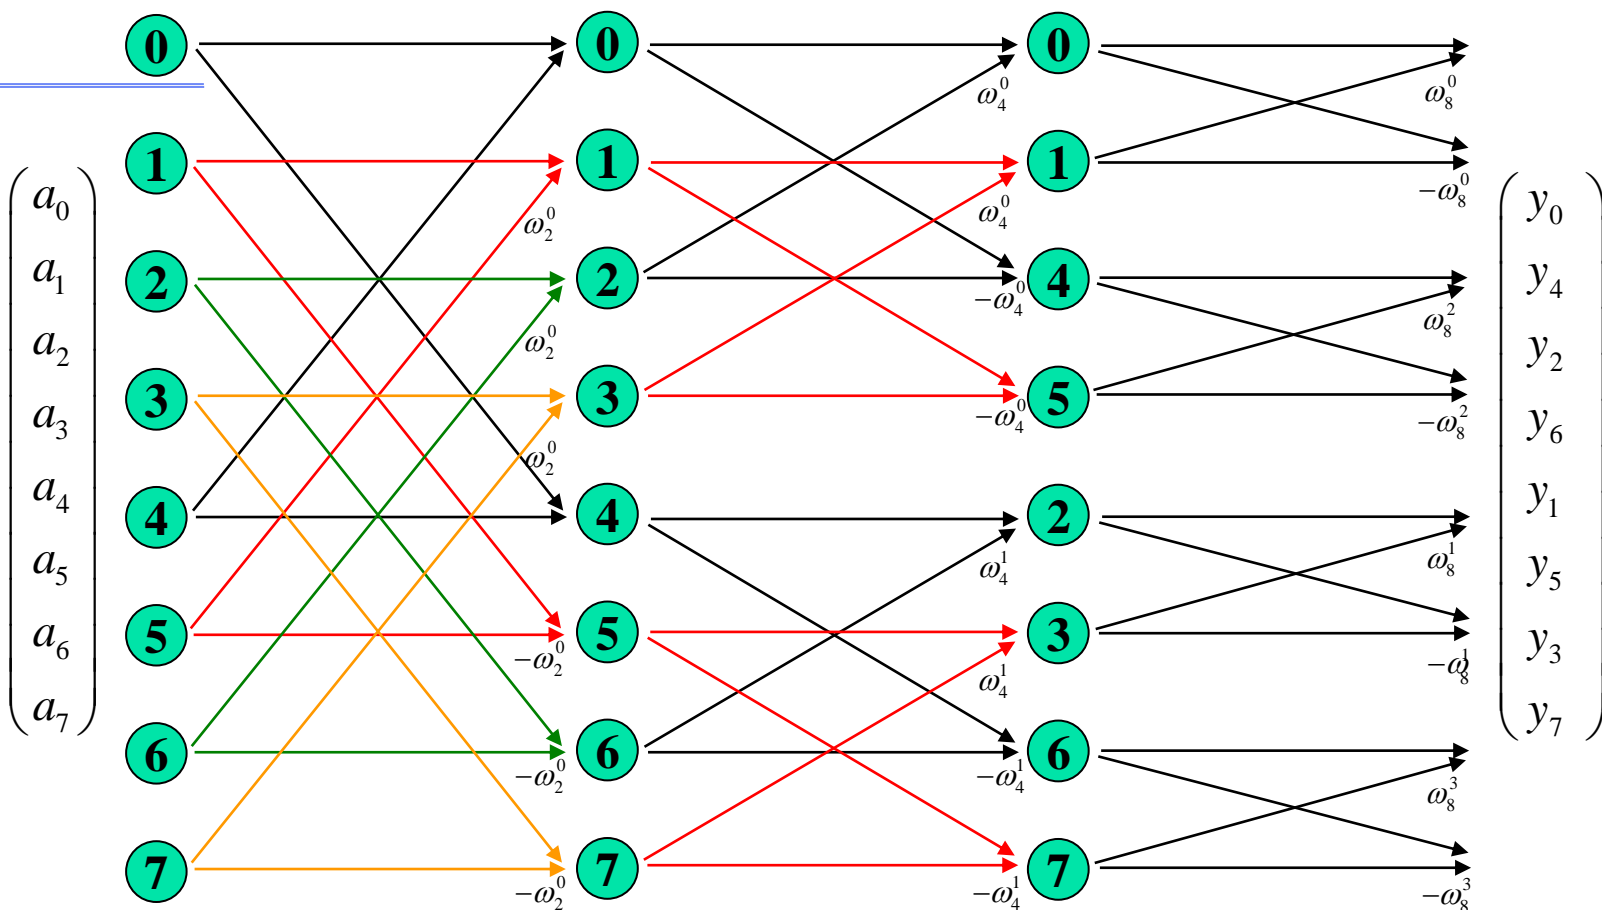 0 0 0
ω₄⁰ ω₈⁰
1 1 1
a₀ ω₂⁰ ω₄⁰ −ω₈⁰ y₀
a₁ 2 2 −ω₄⁰ 4 y₄
a₂ ω₂⁰ ω₈² y₂
3 3 −ω₄⁰ 5 −ω₈²
a₃ y₆
ω₂⁰
a₄ 4 4 2 y₁
a₅ ω₄¹ ω₈¹ y₅
5 −ω₂⁰ 5 3
a₆ ω₄¹ −ω₈¹ y₃
a₇ 6 −ω₂⁰ 6 −ω₄¹ 6 y₇
ω₈³
7 −ω₂⁰ 7 −ω₄¹ 7 −ω₈³